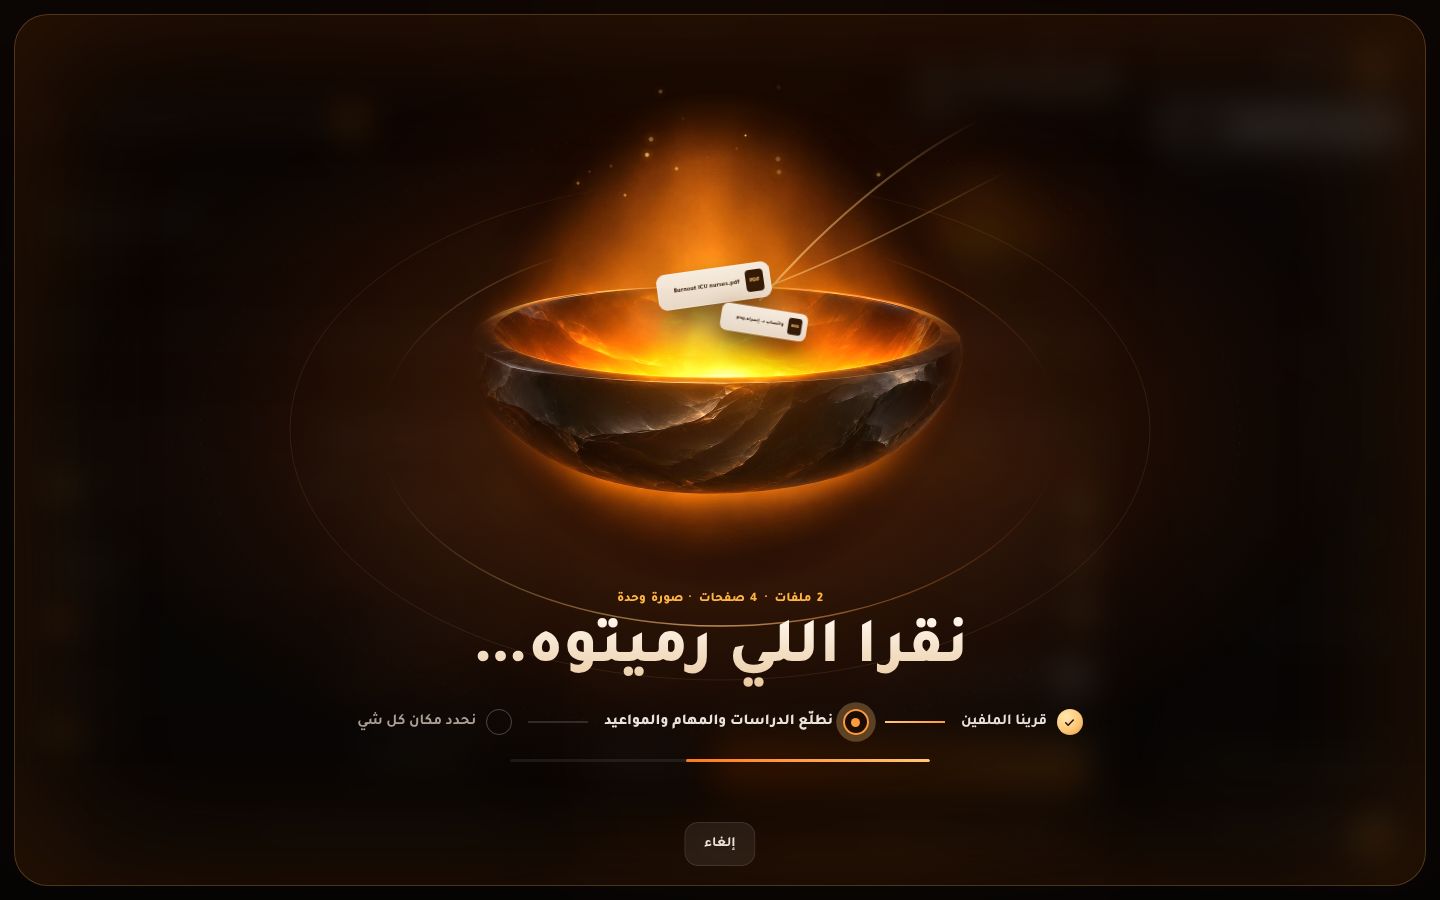 Burnout ICU nurses.pdf
PDF
2 ملفات · 4 صفحات · صورة وحدة
نقرا اللي رميتوه...
قرينا الملفين
نطلّع الدراسات والمهام والمواعيد
نحدد مكان كل شي
إلغاء